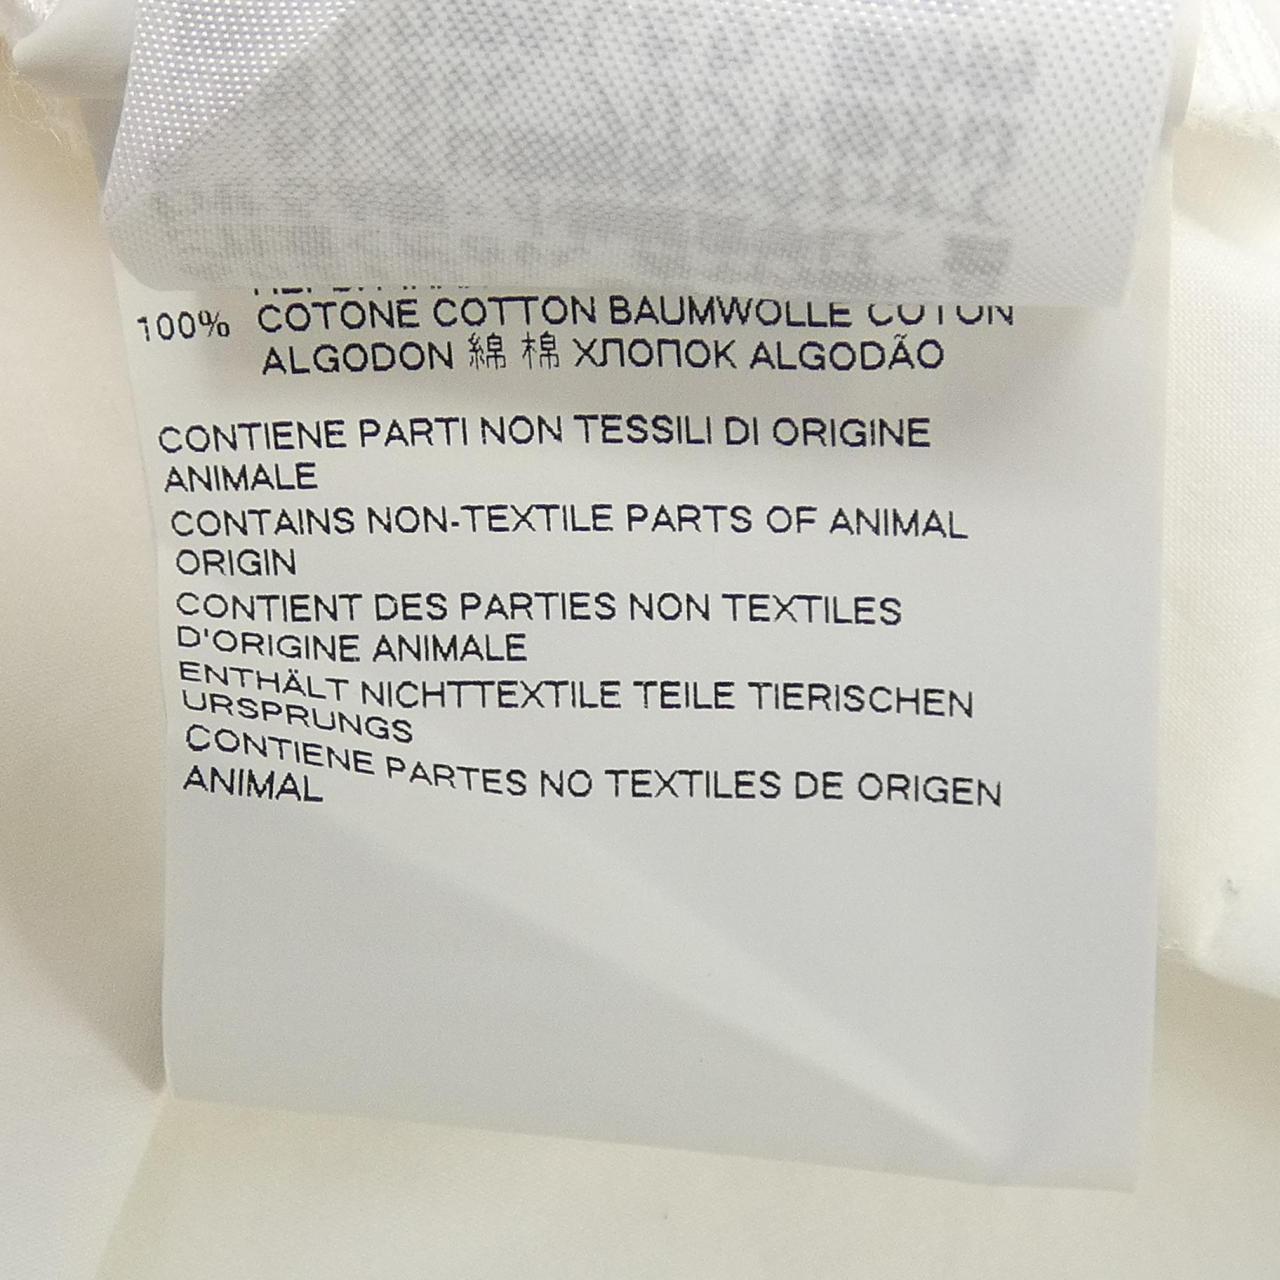 100% COTONE COTTON BAUMWOLLE COTON
ALGODON 綿 棉 ХЛОПОК ALGODÃO
CONTIENE PARTI NON TESSILI DI ORIGINE
ANIMALE
CONTAINS NON-TEXTILE PARTS OF ANIMAL
ORIGIN
CONTIENT DES PARTIES NON TEXTILES
D'ORIGINE ANIMALE
ENTHÄLT NICHTTEXTILE TEILE TIERISCHEN
URSPRUNGS
CONTIENE PARTES NO TEXTILES DE ORIGEN
ANIMAL